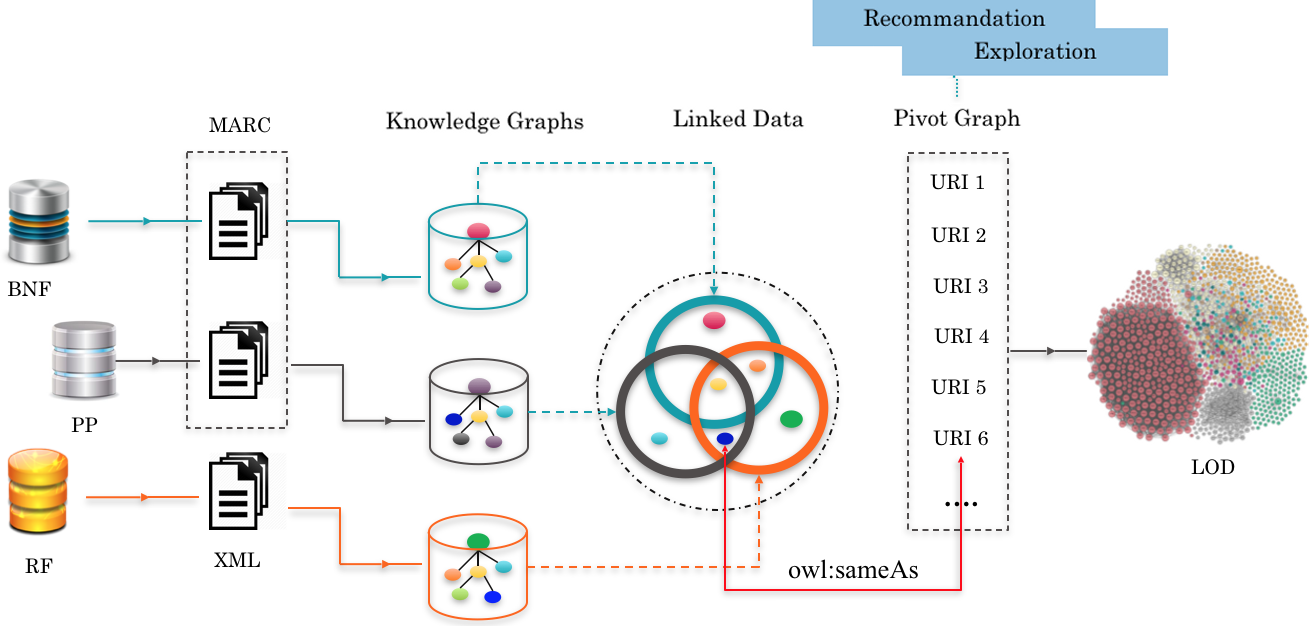 Recommandation
Exploration
MARC
Knowledge Graphs
Linked Data
Pivot Graph
BNF
PP
RF
XML
URI 1
URI 2
URI 3
URI 4
URI 5
URI 6
....
owl:sameAs
LOD